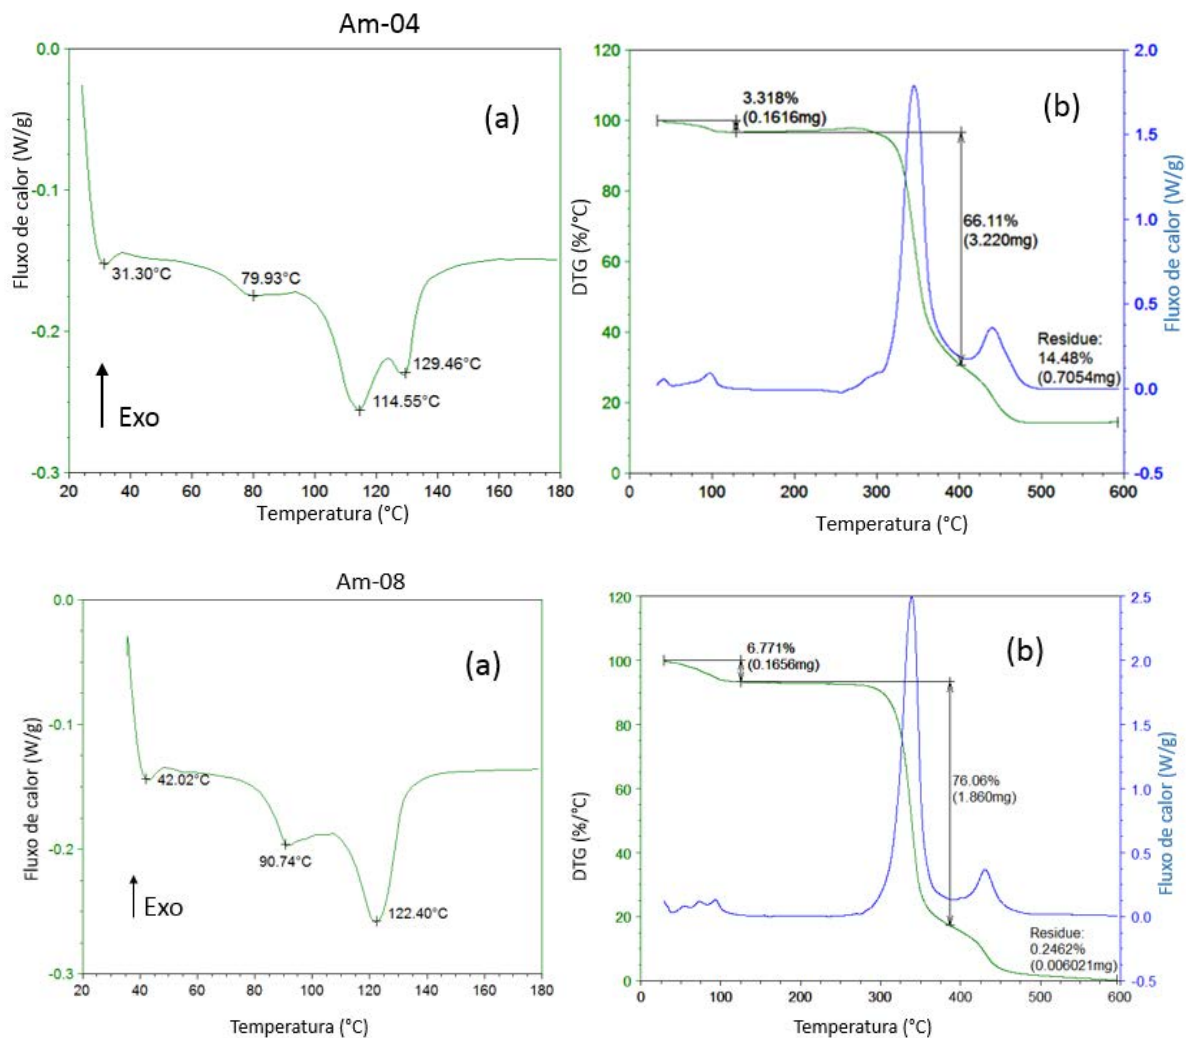 Am-04
0.0
-0.1
-0.2
-0.3
Fluxo de calor (W/g)
(a)
31.30°C
79.93°C
129.46°C
114.55°C
Exo
20 40 60 80 100 120 140 160 180
Temperatura (°C)
120
100
80
60
40
20
0
DTG (%/°C)
(b)
3.318%
(0.1616mg)
66.11%
(3.220mg)
Residue:
14.48%
(0.7054mg)
2.0
1.5
1.0
0.5
0.0
-0.5
Fluxo de calor (W/g)
0 100 200 300 400 500 600
Temperatura (°C)
Am-08
0.0
-0.1
-0.2
-0.3
Fluxo de calor (W/g)
(a)
42.02°C
90.74°C
122.40°C
Exo
20 40 60 80 100 120 140 160 180
Temperatura (°C)
120
100
80
60
40
20
0
DTG (%/°C)
(b)
6.771%
(0.1656mg)
76.06%
(1.860mg)
Residue:
0.2462%
(0.006021mg)
2.5
2.0
1.5
1.0
0.5
0.0
-0.5
Fluxo de calor (W/g)
0 100 200 300 400 500 600
Temperatura (°C)